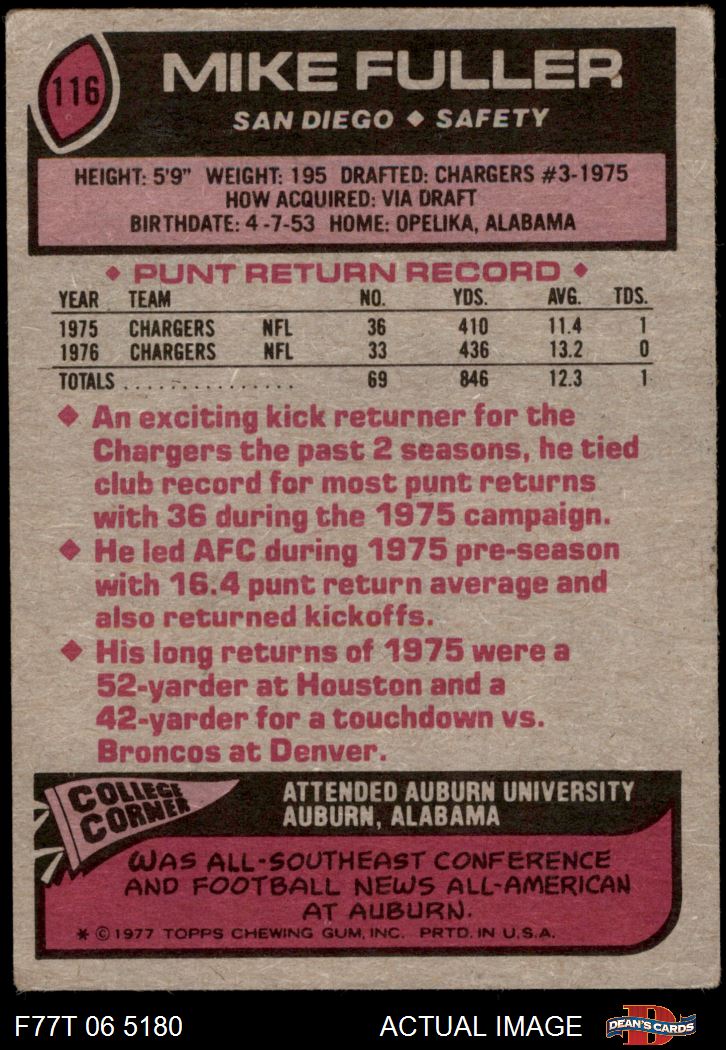 116
MIKE FULLER
SAN DIEGO ◆ SAFETY
HEIGHT: 5'9" WEIGHT: 195 DRAFTED: CHARGERS #3-1975
HOW ACQUIRED: VIA DRAFT
BIRTHDATE: 4-7-53 HOME: OPELIKA, ALABAMA
◆ PUNT RETURN RECORD ◆
YEAR TEAM NO. YDS. AVG. TDS.
1975 CHARGERS NFL 36 410 11.4 1
1976 CHARGERS NFL 33 436 13.2 0
TOTALS . . . . . . . . . . . . . . . . 69 846 12.3 1
◆ An exciting kick returner for the
Chargers the past 2 seasons, he tied
club record for most punt returns
with 36 during the 1975 campaign.
◆ He led AFC during 1975 pre-season
with 16.4 punt return average and
also returned kickoffs.
◆ His long returns of 1975 were a
52-yarder at Houston and a
42-yarder for a touchdown vs.
Broncos at Denver.
COLLEGE
CORNER
ATTENDED AUBURN UNIVERSITY
AUBURN, ALABAMA
WAS ALL-SOUTHEAST CONFERENCE
AND FOOTBALL NEWS ALL-AMERICAN
AT AUBURN.
* © 1977 TOPPS CHEWING GUM, INC. PRTD. IN U.S.A.
F77T 06 5180 ACTUAL IMAGE
D
DEAN'S CARDS